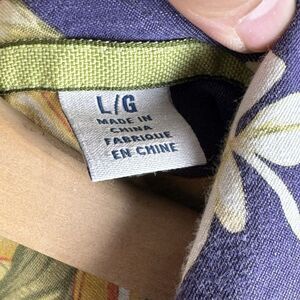 L/G
MADE IN
CHINA
FABRIQUE
EN CHINE